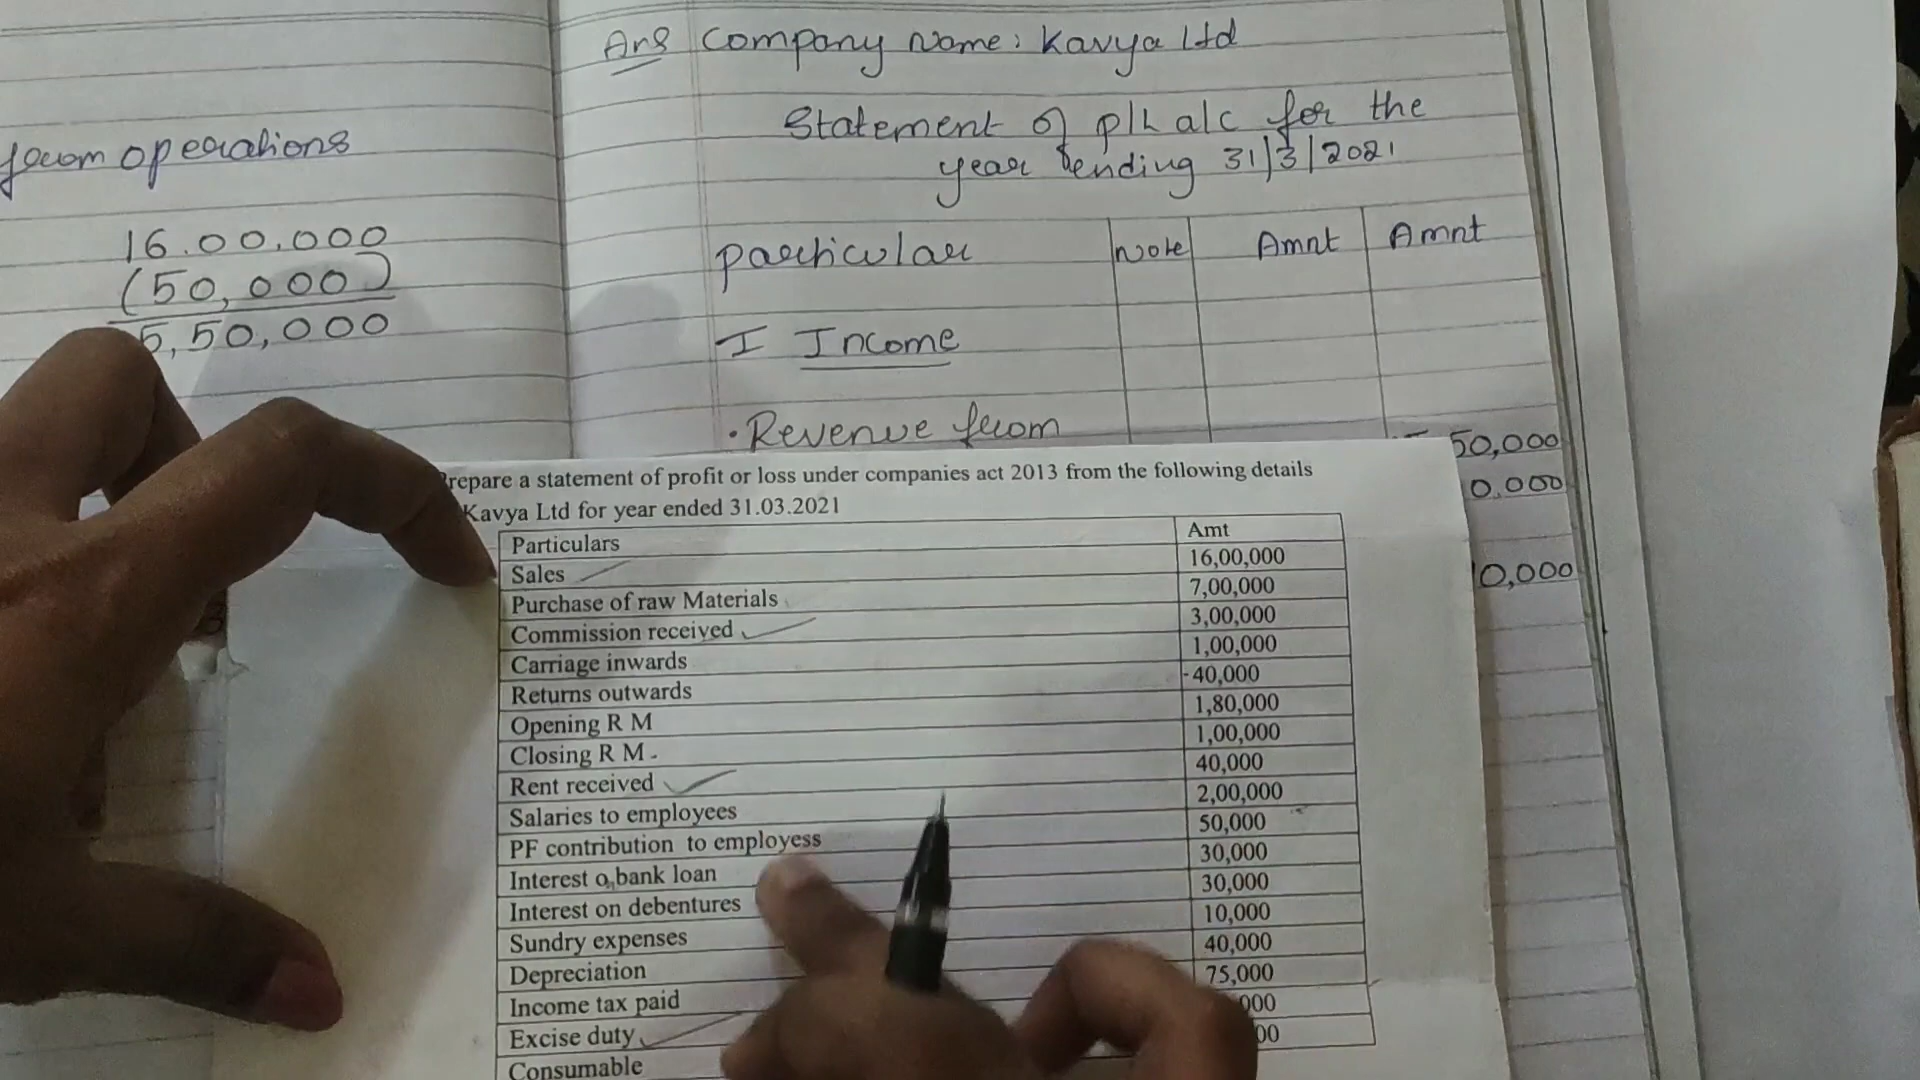 from operations
16.00.000
(50,000)
5,50,000
Ans Company Name: Kavya Ltd
Statement of p/L a/c for the
year ending 31/3/2021
Particular Note Amnt Amnt
I Income
• Revenue from
50,000
0.000
0,000
Prepare a statement of profit or loss under companies act 2013 from the following details
Kavya Ltd for year ended 31.03.2021
Particulars Amt
Sales 16,00,000
Purchase of raw Materials 7,00,000
Commission received 3,00,000
Carriage inwards 1,00,000
Returns outwards 40,000
Opening R M 1,80,000
Closing R M 1,00,000
Rent received 40,000
Salaries to employees 2,00,000
PF contribution to employess 50,000
Interest on bank loan 30,000
Interest on debentures 30,000
Sundry expenses 10,000
Depreciation 40,000
Income tax paid 75,000
Excise duty 000
Consumable 00